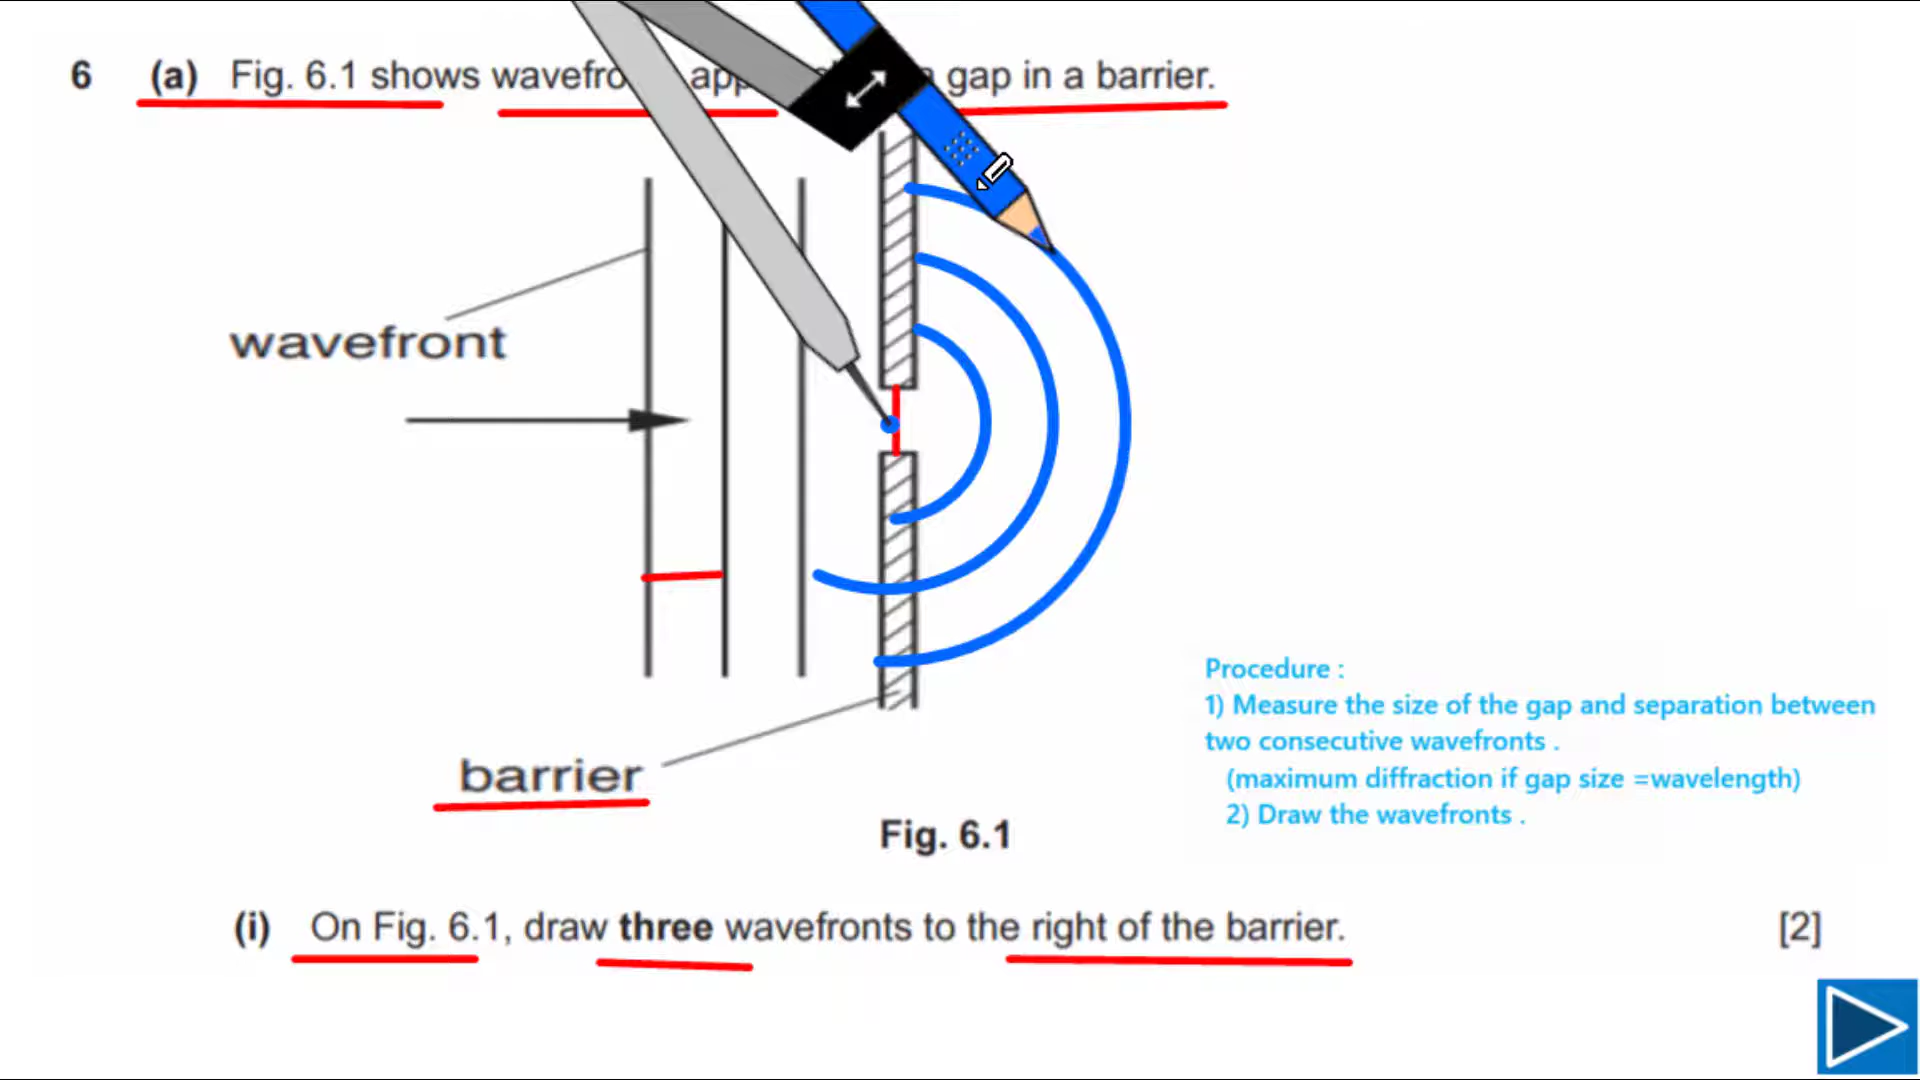 6 (a) Fig. 6.1 shows gap in a barrier.
wavefront
barrier
Procedure :
1) Measure the size of the gap and separation between
two consecutive wavefronts .
(maximum diffraction if gap size =wavelength)
2) Draw the wavefronts .
Fig. 6.1
(i) On Fig. 6.1, draw three wavefronts to the right of the barrier. [2]